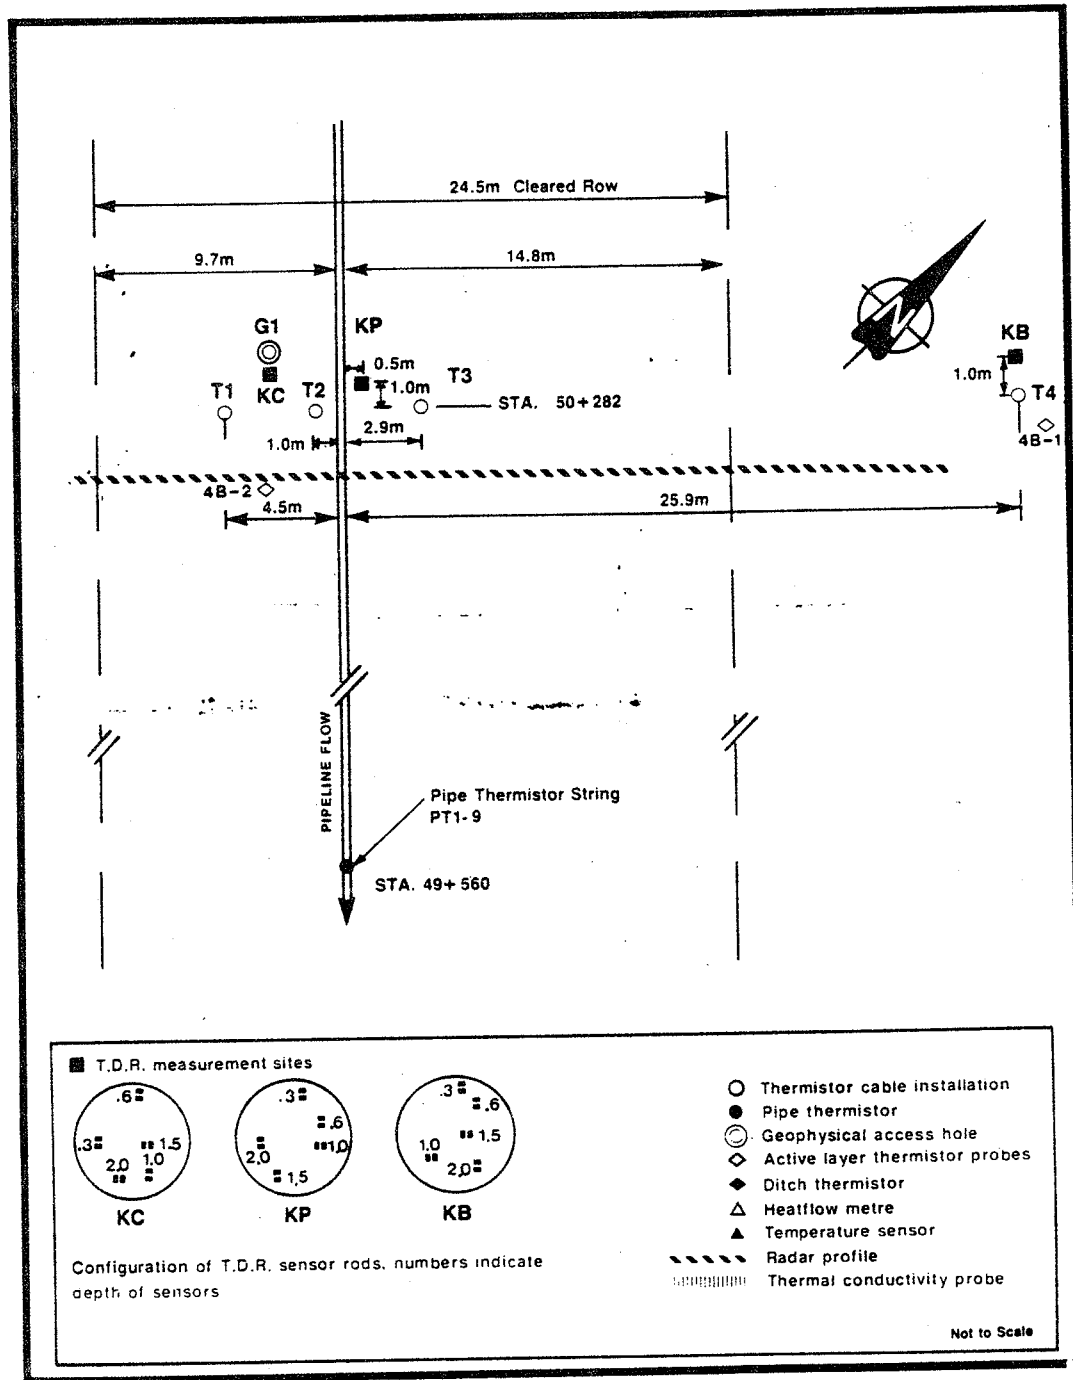 24.5m Cleared Row
9.7m
14.8m
G1
KP
N
KB
0.5m
1.0m
T1
KC
T2
1.0m
T3
T4
STA. 50+282
2.9m
1.0m
4B-1
4B-2
4.5m
25.9m
PIPELINE FLOW
Pipe Thermistor String
PT1-9
STA. 49+560
T.D.R. measurement sites
.6
.3
1.5
2.0
1.0
KC
.3
.6
1.0
2.0
1.5
KP
.3
.6
1.5
1.0
2.0
KB
Configuration of T.D.R. sensor rods, numbers indicate
depth of sensors
Thermistor cable installation
Pipe thermistor
Geophysical access hole
Active layer thermistor probes
Ditch thermistor
Heatflow metre
Temperature sensor
Radar profile
Thermal conductivity probe
Not to Scale